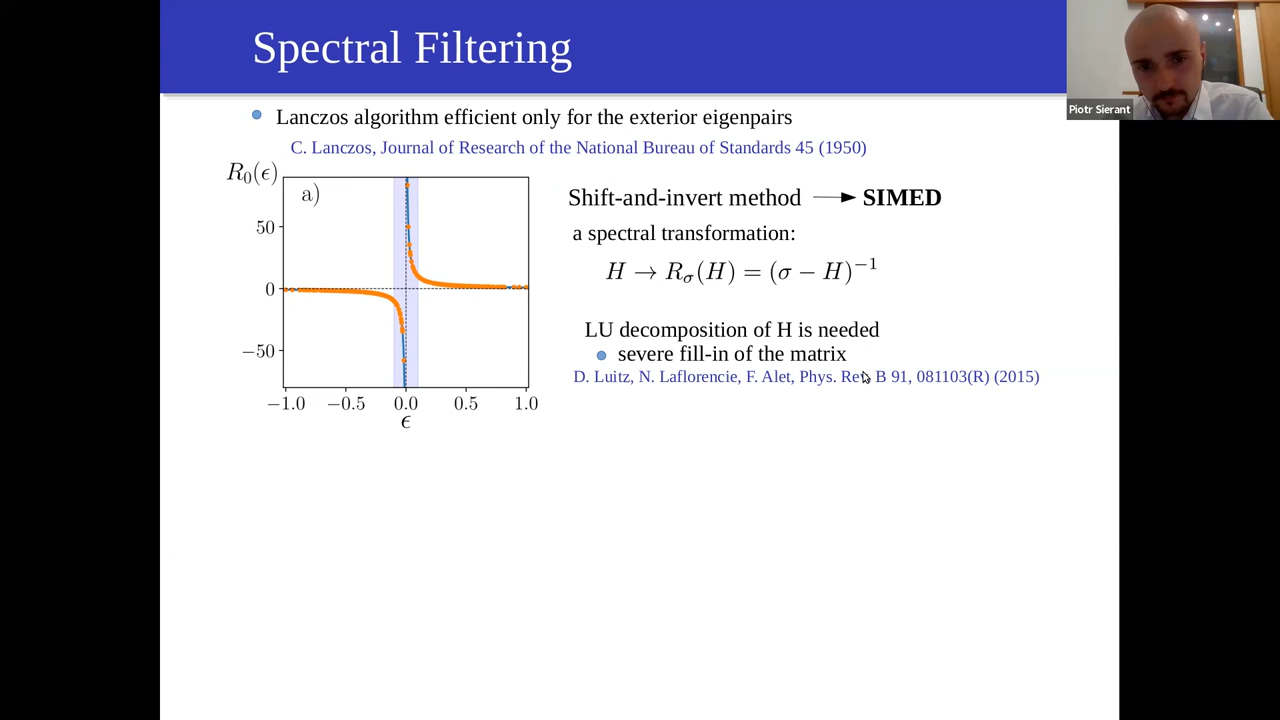 Spectral Filtering
Piotr Sierant
Lanczos algorithm efficient only for the exterior eigenpairs
C. Lanczos, Journal of Research of the National Bureau of Standards 45 (1950)
R₀(ϵ)
a)
50
0
−50
−1.0 −0.5 0.0 0.5 1.0
ϵ
Shift-and-invert method → SIMED
a spectral transformation:
H → R_σ(H) = (σ − H)⁻¹
LU decomposition of H is needed
severe fill-in of the matrix
D. Luitz, N. Laflorencie, F. Alet, Phys. Rev. B 91, 081103(R) (2015)